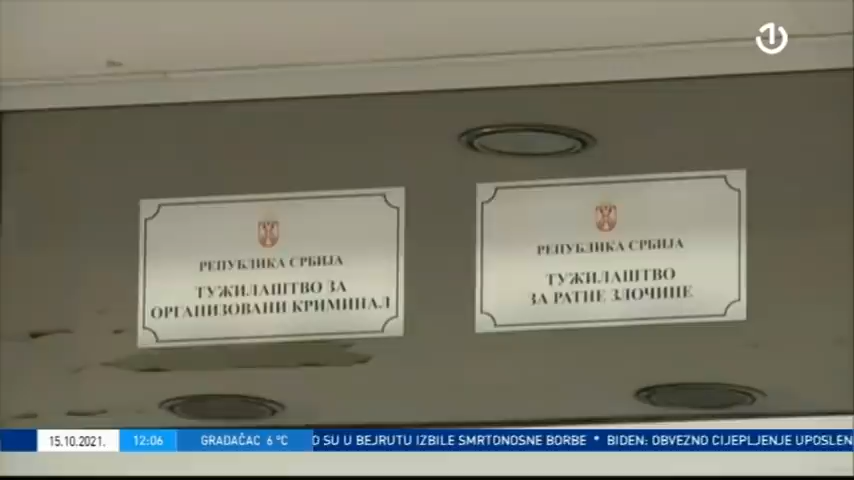 1
РЕПУБЛИКА СРБИЈА
ТУЖИЛАШТВО ЗА
ОРГАНИЗОВАНИ КРИМИНАЛ
РЕПУБЛИКА СРБИЈА
ТУЖИЛАШТВО
ЗА РАТНЕ ЗЛОЧИНЕ
15.10.2021. 12:06 GRADAČAC 6 °C SU U BEJRUTU IZBILE SMRTONOSNE BORBE * BIDEN: OBVEZNO CIJEPLJENJE UPOSLEN